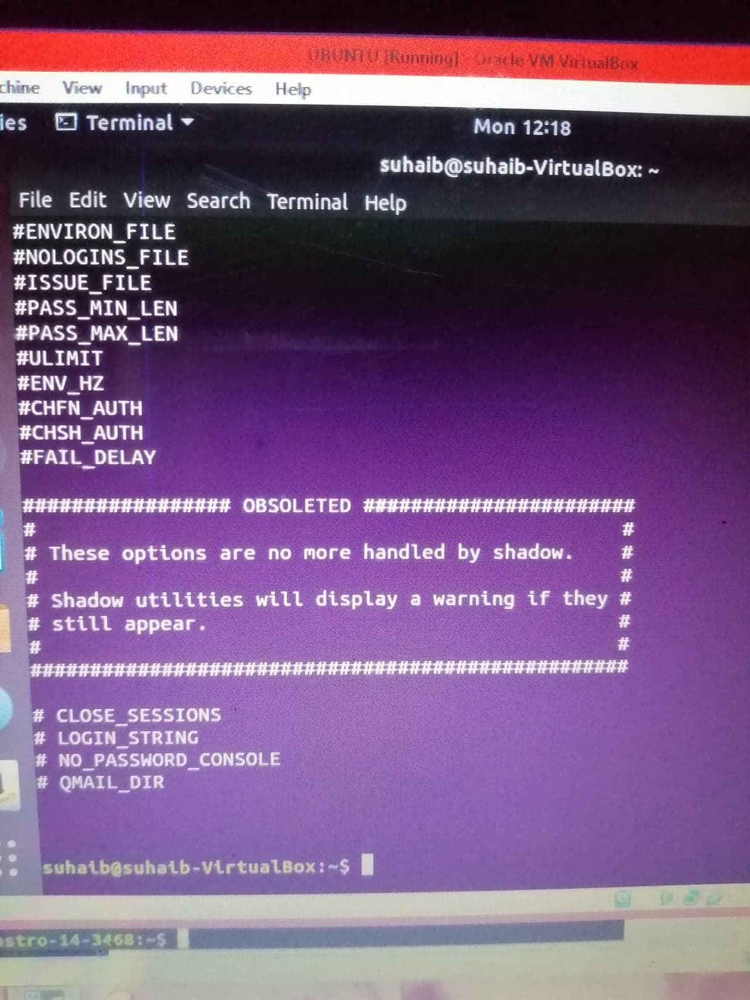 UBUNTU [Running] - Oracle VM VirtualBox
chine View Input Devices Help
ies Terminal Mon 12:18
suhaib@suhaib-VirtualBox: ~
File Edit View Search Terminal Help
#ENVIRON_FILE
#NOLOGINS_FILE
#ISSUE_FILE
#PASS_MIN_LEN
#PASS_MAX_LEN
#ULIMIT
#ENV_HZ
#CHFN_AUTH
#CHSH_AUTH
#FAIL_DELAY
################# OBSOLETED #######################
# #
# These options are no more handled by shadow. #
# #
# Shadow utilities will display a warning if they #
# still appear. #
# #
###################################################
# CLOSE_SESSIONS
# LOGIN_STRING
# NO_PASSWORD_CONSOLE
# QMAIL_DIR
suhaib@suhaib-VirtualBox:~$
ostro-14-3468:~$